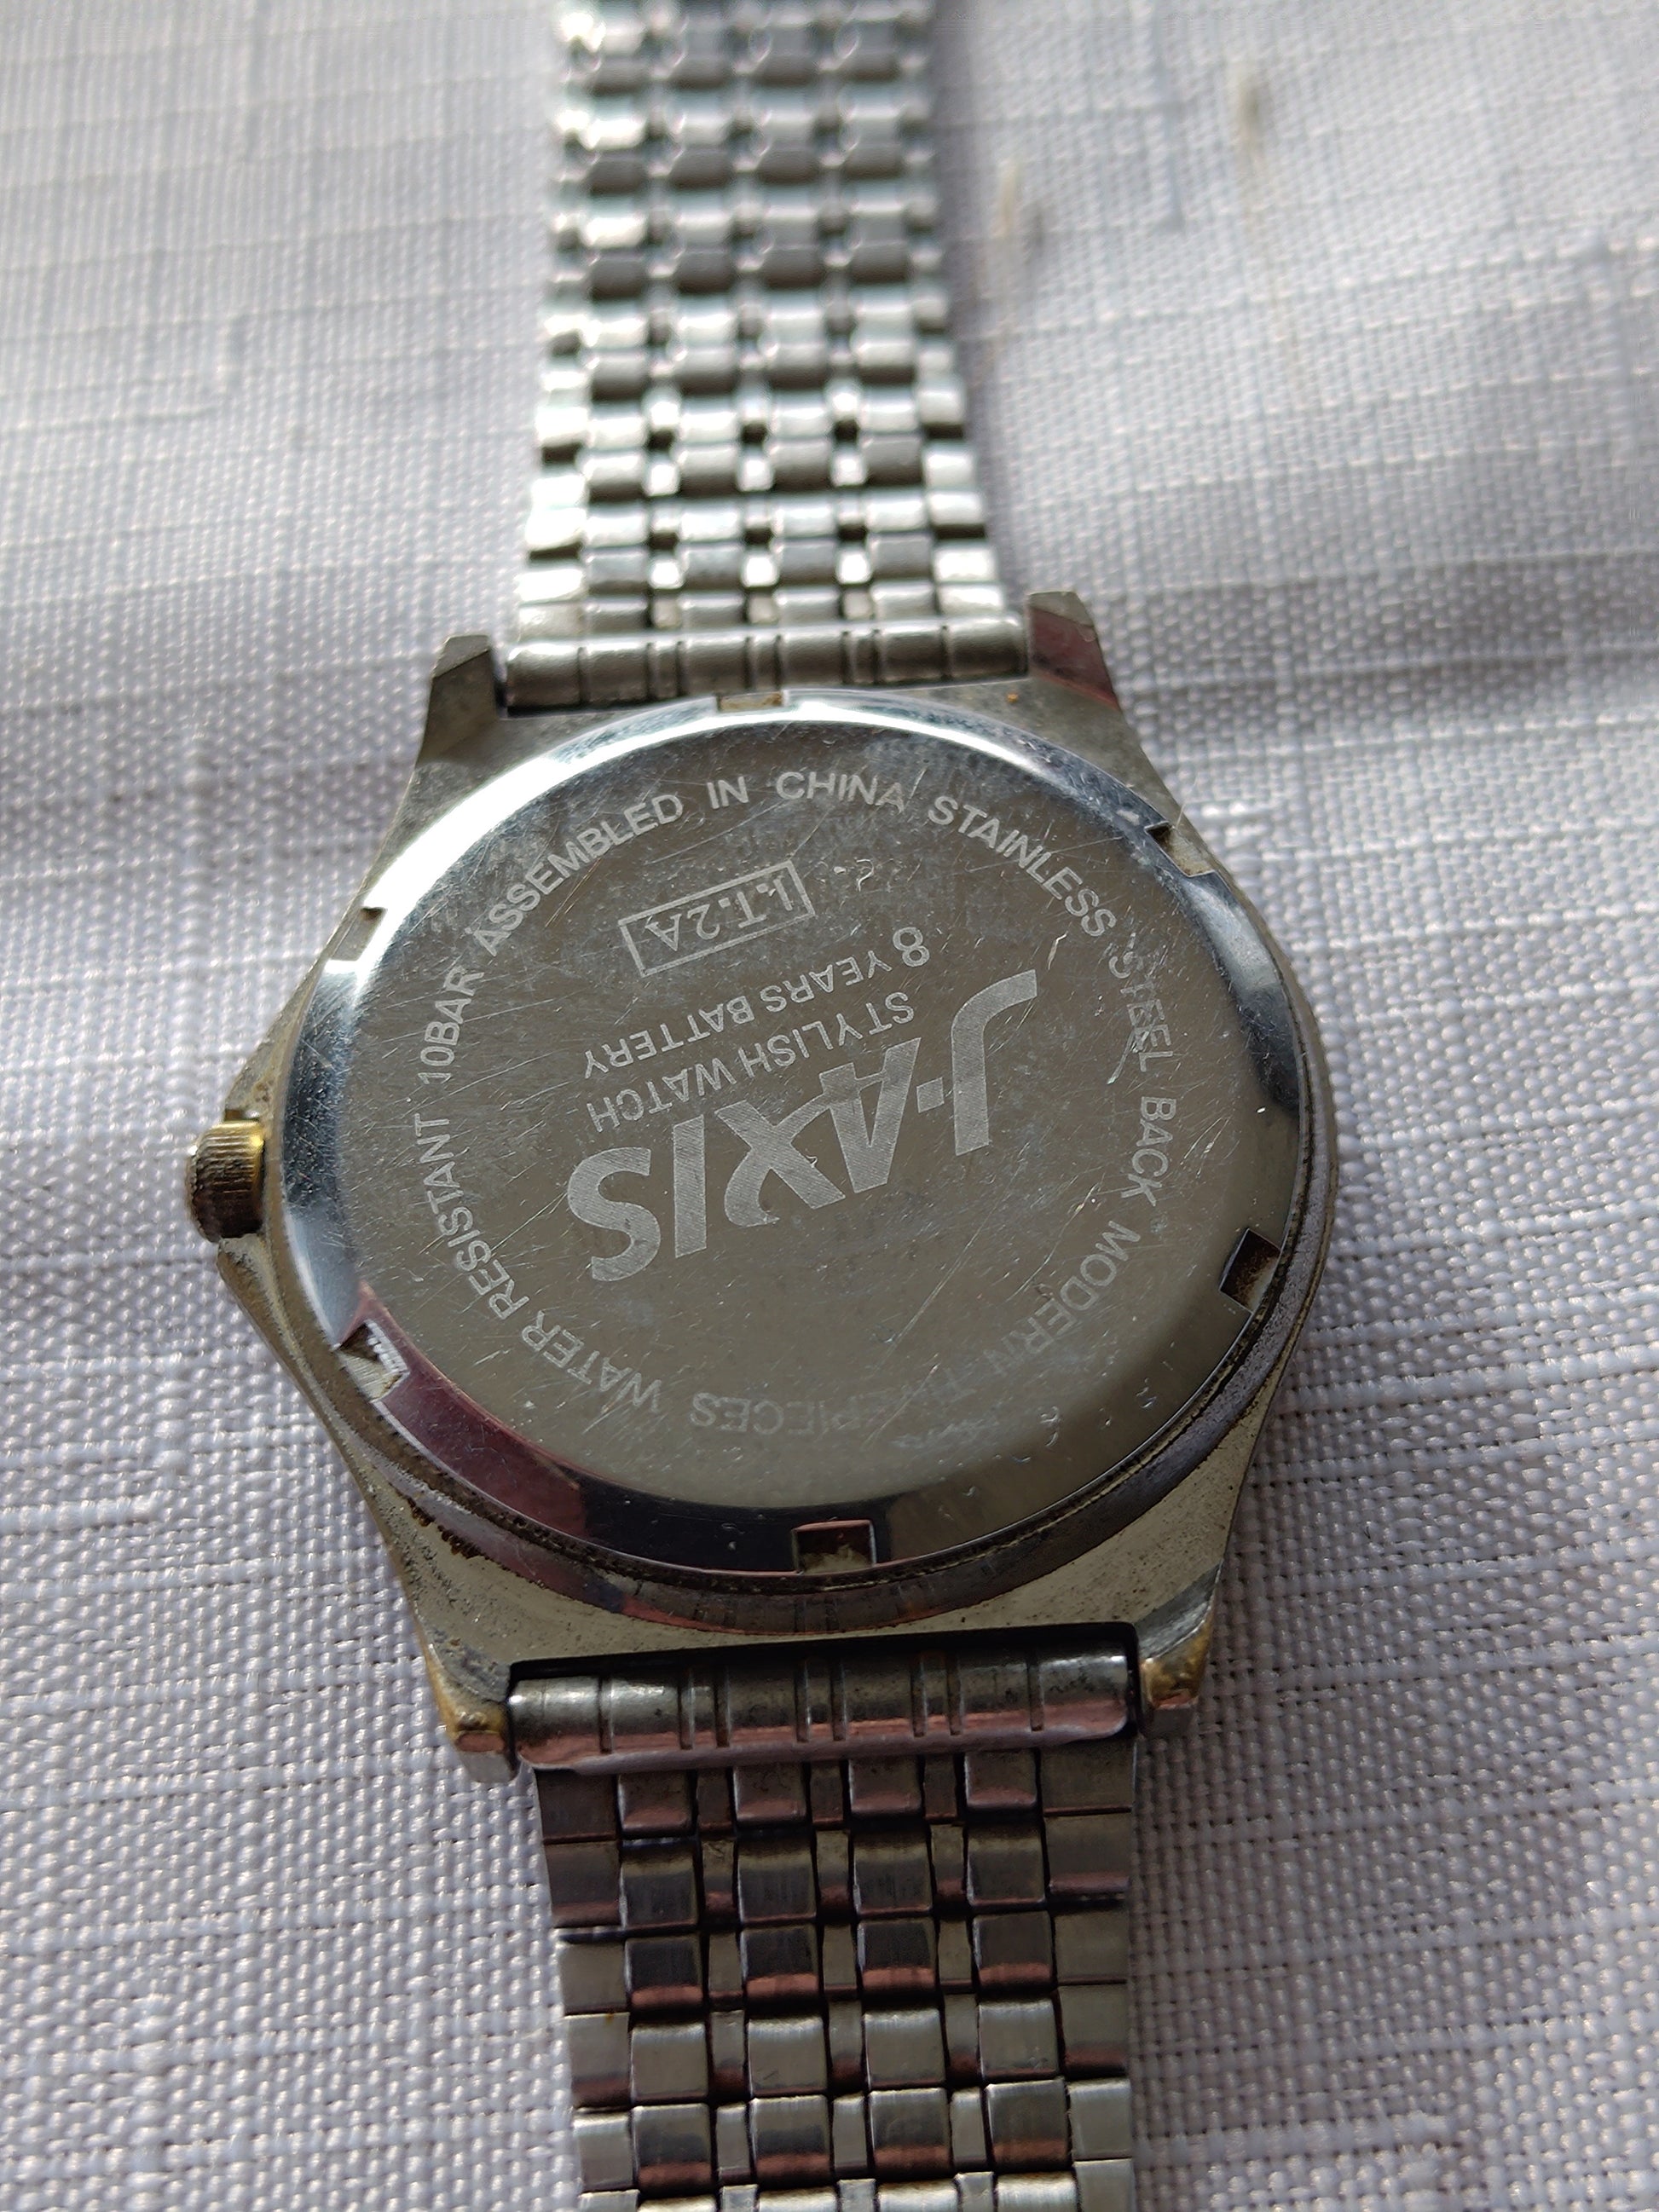 J-AXIS
STYLISH WATCH
8 YEARS BATTERY
I.T.2A
WATER RESISTANT 10BAR ASSEMBLED IN CHINA STAINLESS STEEL BACK MODERN PIECES